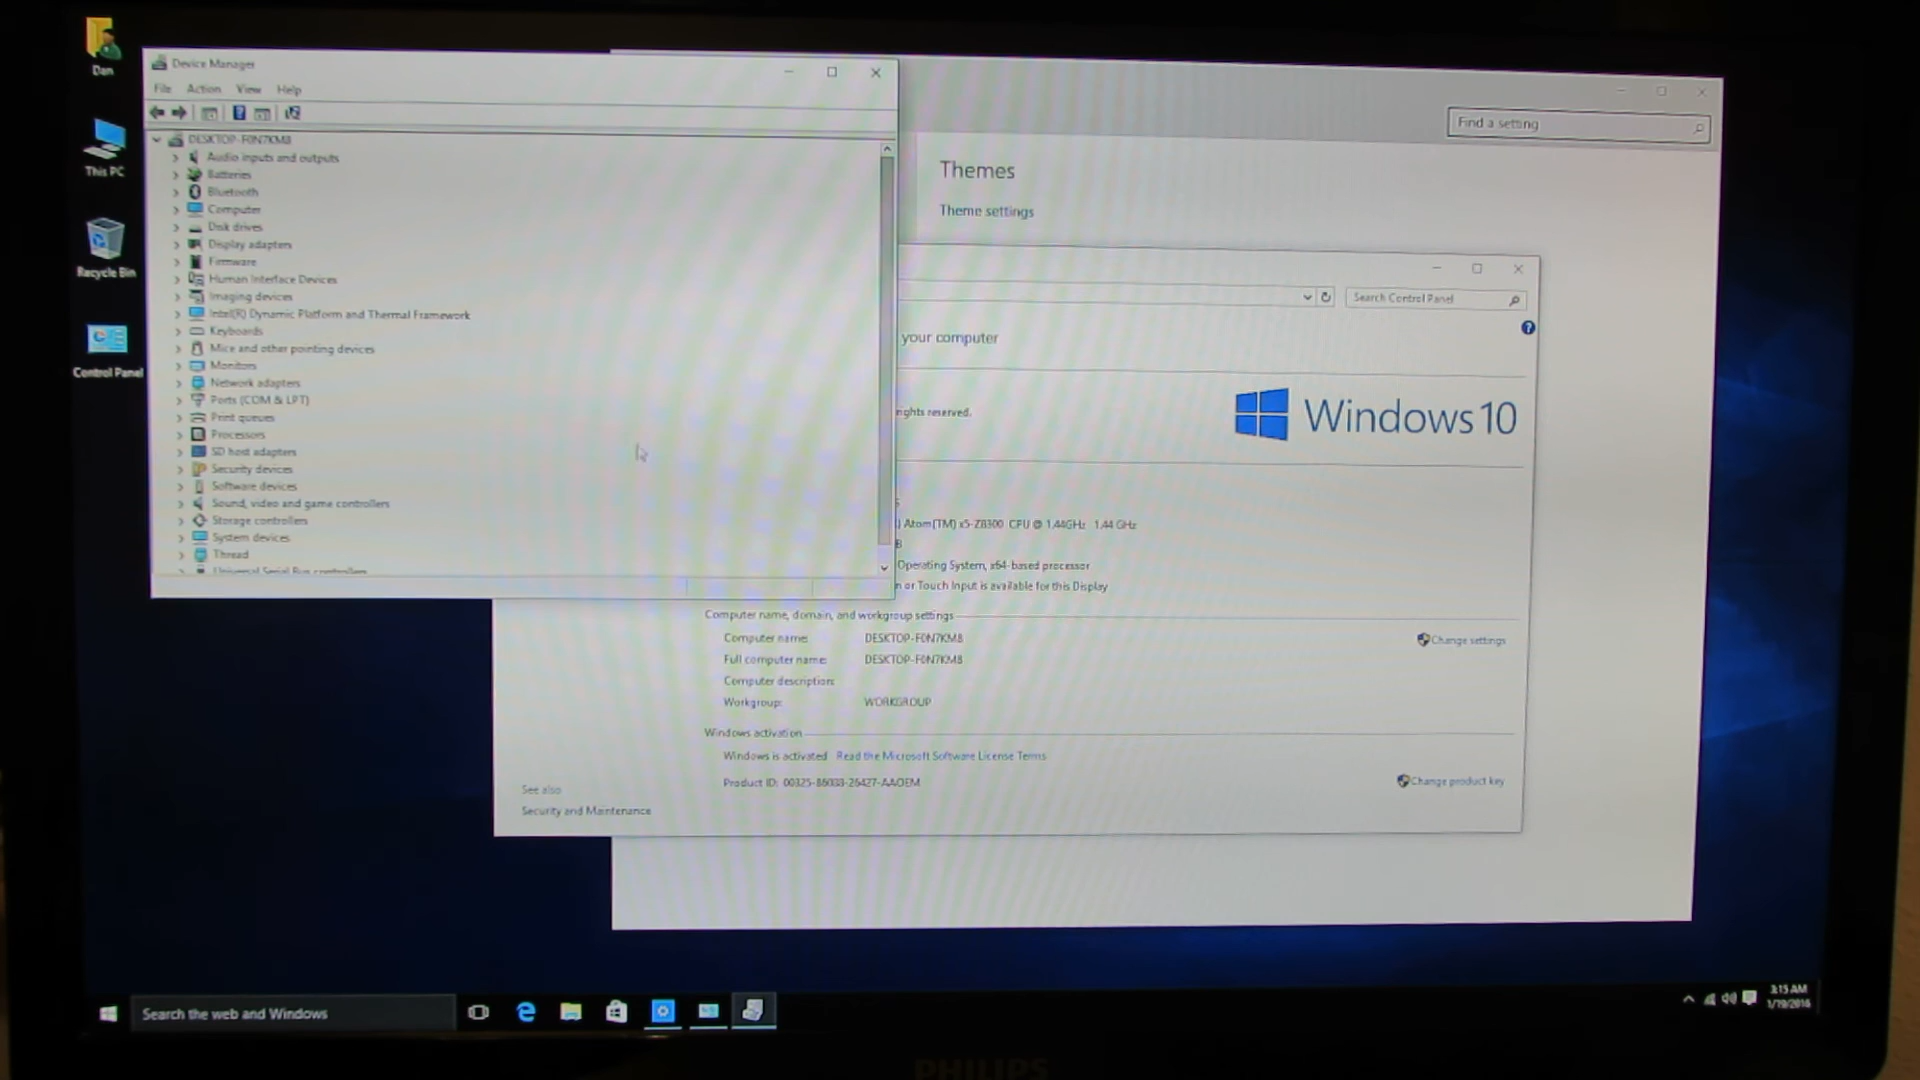 Dan
This PC
Recycle Bin
Control Panel
Device Manager
File Action View Help
DESKTOP-F0N7KM8
Audio inputs and outputs
Batteries
Bluetooth
Computer
Disk drives
Display adapters
Firmware
Human Interface Devices
Imaging devices
Intel(R) Dynamic Platform and Thermal Framework
Keyboards
Mice and other pointing devices
Monitors
Network adapters
Ports (COM & LPT)
Print queues
Processors
SD host adapters
Security devices
Software devices
Sound, video and game controllers
Storage controllers
System devices
Thread
Universal Serial Bus controllers
Find a setting
Themes
Theme settings
Search Control Panel
your computer
rights reserved.
Windows 10
Atom(TM) x5-Z8300 CPU @ 1.44GHz 1.44 GHz
B
Operating System, x64-based processor
n or Touch Input is available for this Display
Computer name, domain, and workgroup settings
Computer name: DESKTOP-F0N7KM8
Change settings
Full computer name: DESKTOP-F0N7KM8
Computer description:
Workgroup: WORKGROUP
Windows activation
Windows is activated Read the Microsoft Software License Terms
Product ID: 00325-86033-26427-AAOEM
Change product key
See also
Security and Maintenance
Search the web and Windows
3:15 AM
1/19/2016
PHILIPS